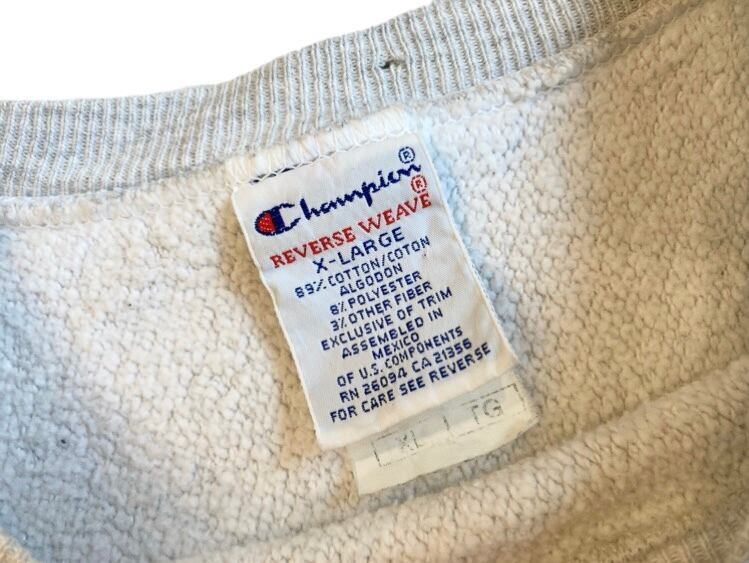 Champion®
REVERSE WEAVE®
X-LARGE
89% COTTON/COTON
ALGODON
8% POLYESTER
3% OTHER FIBER
EXCLUSIVE OF TRIM
ASSEMBLED IN
MEXICO
OF U.S. COMPONENTS
RN 26094 CA 21356
FOR CARE SEE REVERSE
XL TG